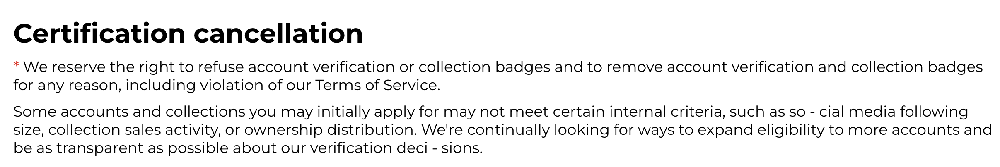 Certification cancellation
* We reserve the right to refuse account verification or collection badges and to remove account verification and collection badges
for any reason, including violation of our Terms of Service.
Some accounts and collections you may initially apply for may not meet certain internal criteria, such as so - cial media following
size, collection sales activity, or ownership distribution. We're continually looking for ways to expand eligibility to more accounts and
be as transparent as possible about our verification deci - sions.